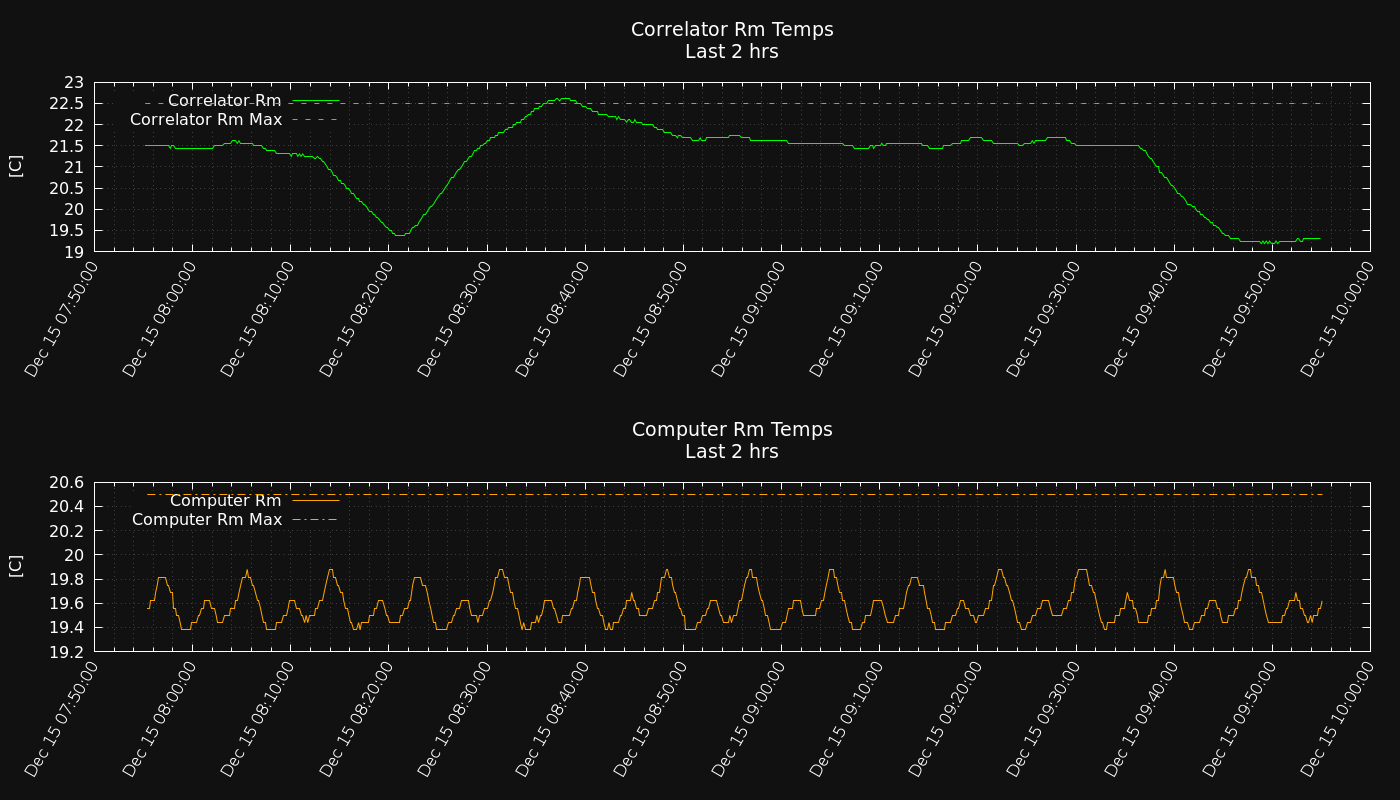 Correlator Rm Temps
Last 2 hrs
23
22.5
22
21.5
21
20.5
20
19.5
19
[C]
Correlator Rm
Correlator Rm Max
Dec 15 07:50:00
Dec 15 08:00:00
Dec 15 08:10:00
Dec 15 08:20:00
Dec 15 08:30:00
Dec 15 08:40:00
Dec 15 08:50:00
Dec 15 09:00:00
Dec 15 09:10:00
Dec 15 09:20:00
Dec 15 09:30:00
Dec 15 09:40:00
Dec 15 09:50:00
Dec 15 10:00:00
Computer Rm Temps
Last 2 hrs
20.6
20.4
20.2
20
19.8
19.6
19.4
19.2
[C]
Computer Rm
Computer Rm Max
Dec 15 07:50:00
Dec 15 08:00:00
Dec 15 08:10:00
Dec 15 08:20:00
Dec 15 08:30:00
Dec 15 08:40:00
Dec 15 08:50:00
Dec 15 09:00:00
Dec 15 09:10:00
Dec 15 09:20:00
Dec 15 09:30:00
Dec 15 09:40:00
Dec 15 09:50:00
Dec 15 10:00:00